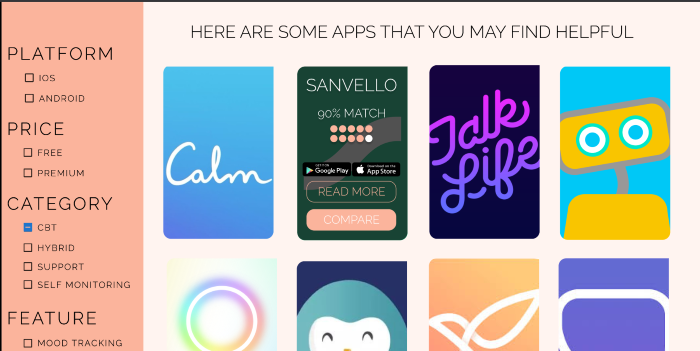 HERE ARE SOME APPS THAT YOU MAY FIND HELPFUL
PLATFORM
IOS
ANDROID
PRICE
FREE
PREMIUM
CATEGORY
CBT
HYBRID
SUPPORT
SELF MONITORING
FEATURE
MOOD TRACKING
Calm
SANVELLO
90% MATCH
GET IT ON
Google Play
Download on the
App Store
READ MORE
COMPARE
Talk
Life